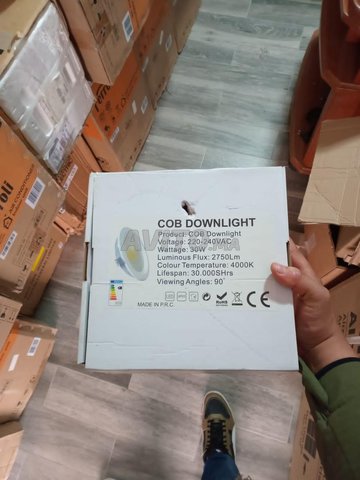 COB DOWNLIGHT
Product: COB Downlight
Voltage: 220-240VAC
Wattage: 30W
Luminous Flux: 2750Lm
Colour Temperature: 4000K
Lifespan: 30.000SHrs
Viewing Angles: 90
MADE IN P.R.C
CE